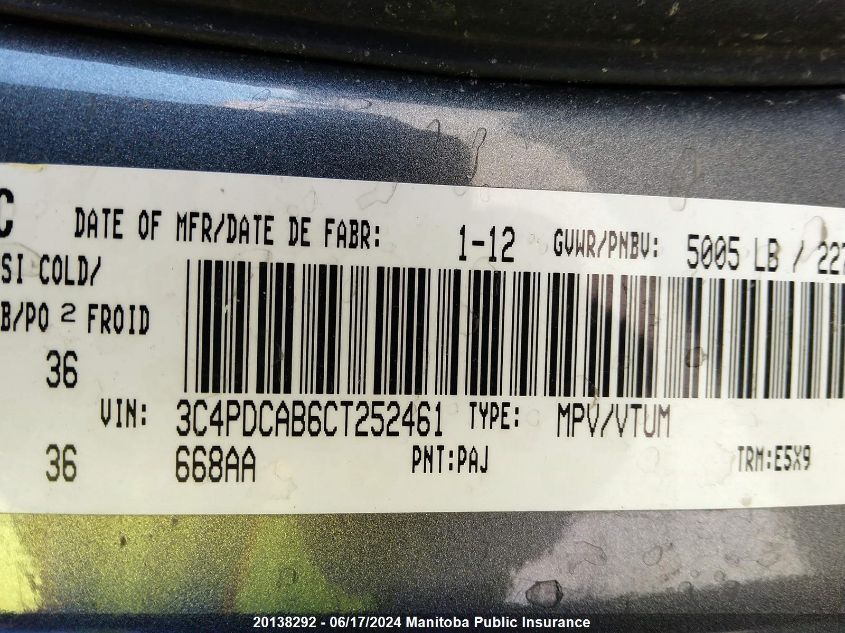 C DATE OF MFR/DATE DE FABR: 1-12 GVWR/PNBV: 5005 LB / 227
SI COLD/
B/PO 2 FROID
36
VIN: 3C4PDCAB6CT252461 TYPE: MPV/VTUM
36 668AA PNT:PAJ TRM:E5X9
20138292 - 06/17/2024 Manitoba Public Insurance